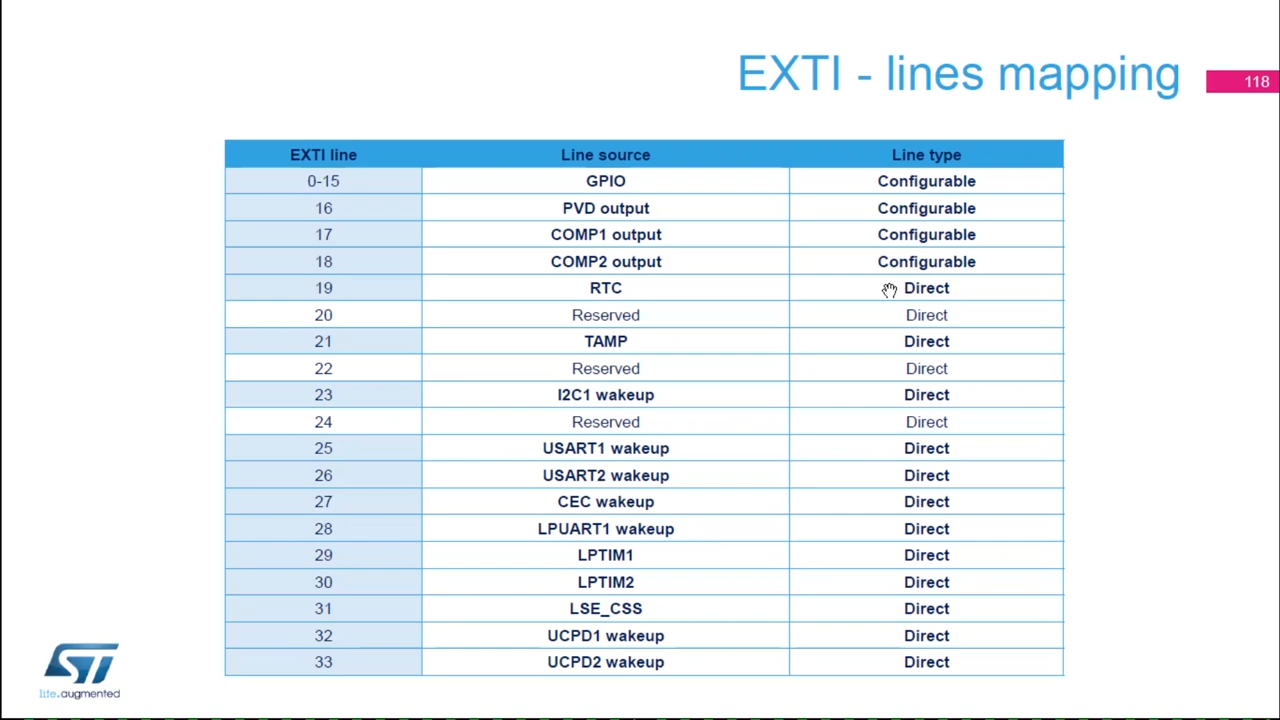 EXTI - lines mapping
118
EXTI line Line source Line type
0-15 GPIO Configurable
16 PVD output Configurable
17 COMP1 output Configurable
18 COMP2 output Configurable
19 RTC Direct
20 Reserved Direct
21 TAMP Direct
22 Reserved Direct
23 I2C1 wakeup Direct
24 Reserved Direct
25 USART1 wakeup Direct
26 USART2 wakeup Direct
27 CEC wakeup Direct
28 LPUART1 wakeup Direct
29 LPTIM1 Direct
30 LPTIM2 Direct
31 LSE_CSS Direct
32 UCPD1 wakeup Direct
33 UCPD2 wakeup Direct
ST
life.augmented